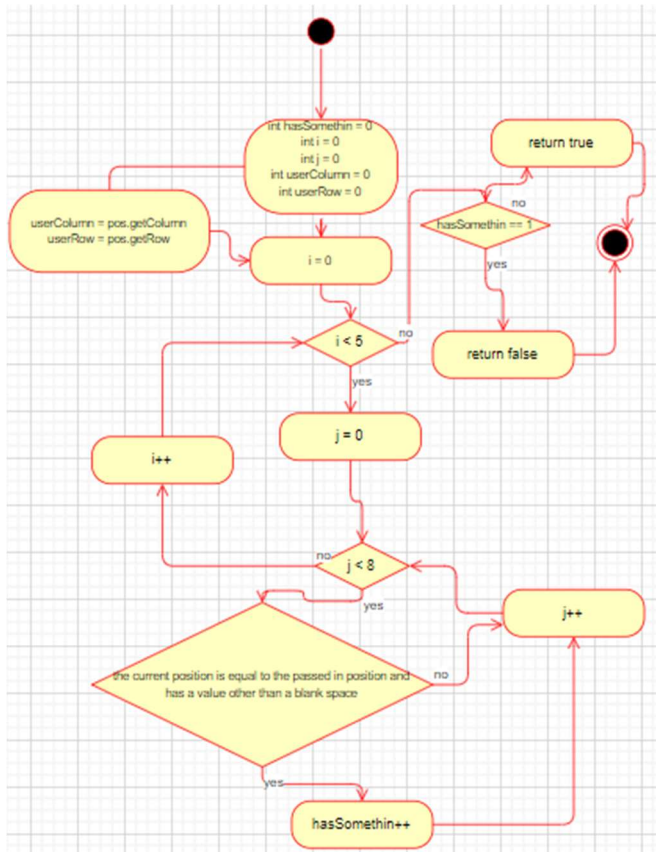 int hasSomethin = 0
int i = 0
int j = 0
int userColumn = 0
int userRow = 0
return true
userColumn = pos.getColumn
userRow = pos.getRow
no
hasSomethin == 1
i = 0
yes
i < 5
no
return false
yes
j = 0
i++
no
j < 8
yes
j++
the current position is equal to the passed in position and
has a value other than a blank space
no
yes
hasSomethin++